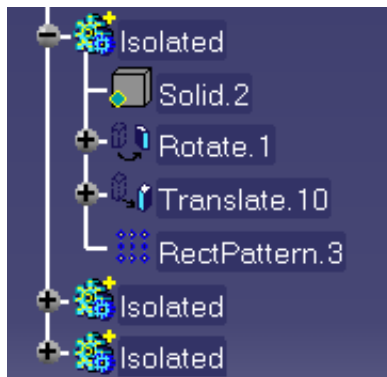 Isolated
Solid.2
Rotate.1
Translate.10
RectPattern.3
Isolated
Isolated